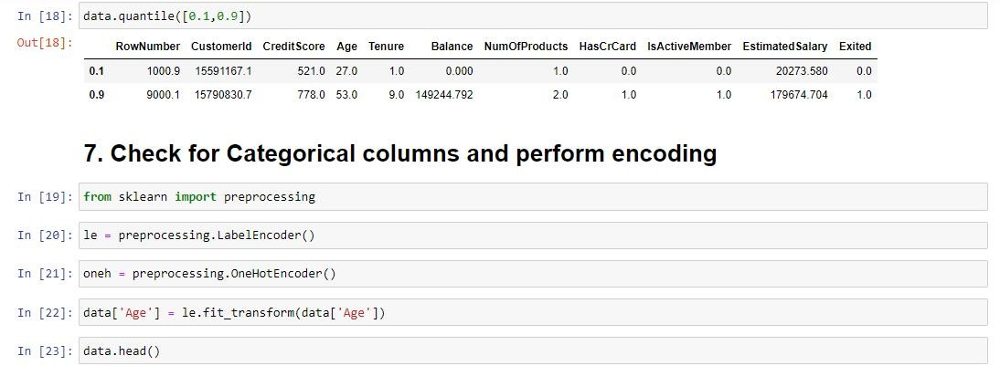 In [18]: data.quantile([0.1,0.9])
Out[18]:
RowNumber CustomerId CreditScore Age Tenure Balance NumOfProducts HasCrCard IsActiveMember EstimatedSalary Exited
0.1 1000.9 15591167.1 521.0 27.0 1.0 0.000 1.0 0.0 0.0 20273.580 0.0
0.9 9000.1 15790830.7 778.0 53.0 9.0 149244.792 2.0 1.0 1.0 179674.704 1.0
7. Check for Categorical columns and perform encoding
In [19]: from sklearn import preprocessing
In [20]: le = preprocessing.LabelEncoder()
In [21]: oneh = preprocessing.OneHotEncoder()
In [22]: data['Age'] = le.fit_transform(data['Age'])
In [23]: data.head()